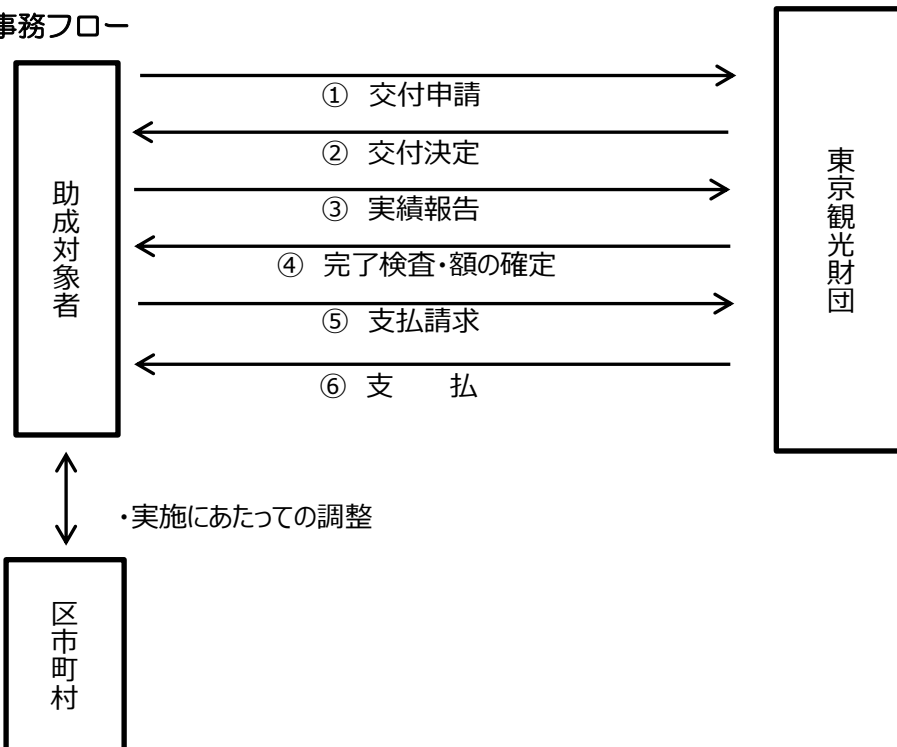 事務フロー
① 交付申請
② 交付決定
③ 実績報告
④ 完了検査・額の確定
⑤ 支払請求
⑥ 支　　払
助成対象者
東京観光財団
・実施にあたっての調整
区市町村